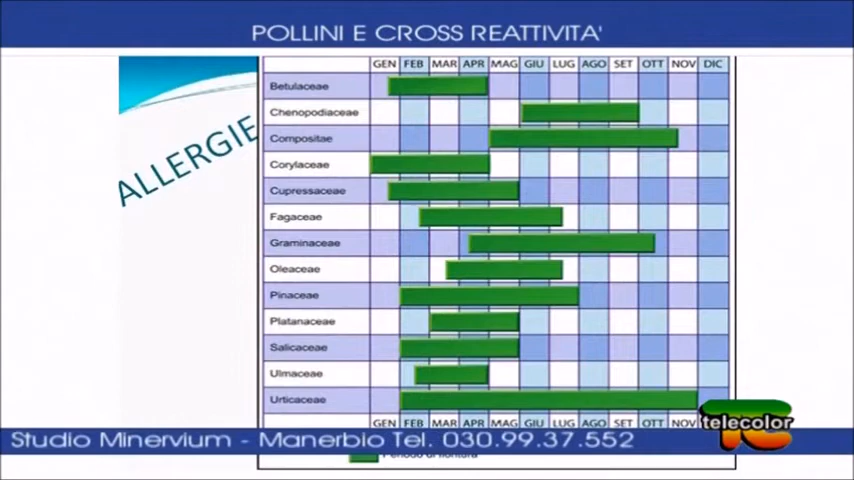 POLLINI E CROSS REATTIVITA'
ALLERGIE
GEN FEB MAR APR MAG GIU LUG AGO SET OTT NOV DIC
Betulaceae
Chenopodiaceae
Compositae
Corylaceae
Cupressaceae
Fagaceae
Graminaceae
Oleaceae
Pinaceae
Platanaceae
Salicaceae
Ulmaceae
Urticaceae
GEN FEB MAR APR MAG GIU LUG AGO SET OTT NOV
telecolor
Studio Minervium - Manerbio Tel. 030.99.37.552